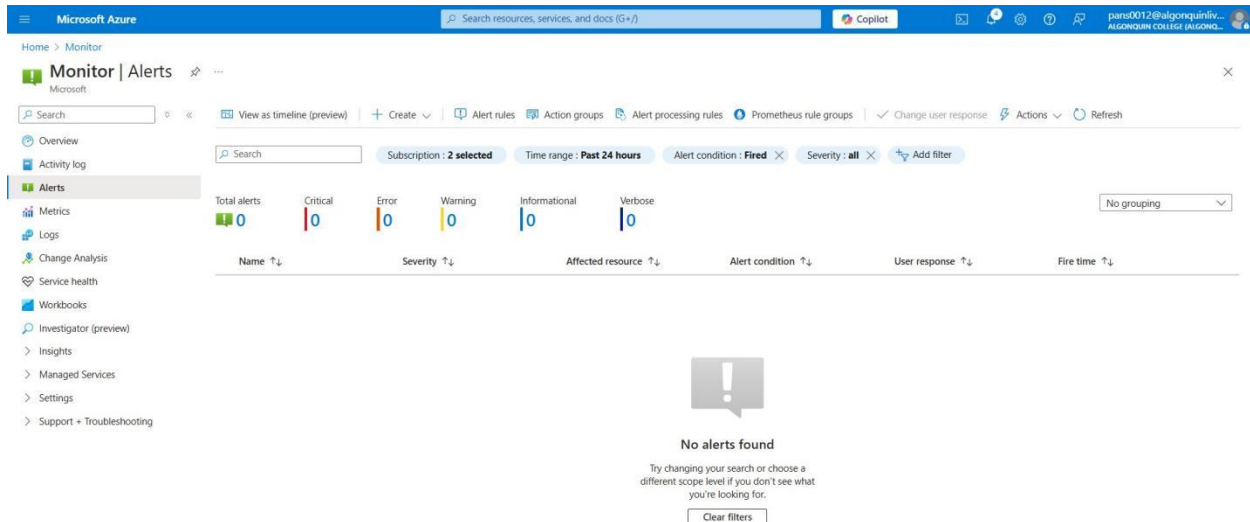 Microsoft Azure
Search resources, services, and docs (G+/)
Copilot
4
pans0012@algonquinliv...
ALGONQUIN COLLEGE (ALGONQ...
Home > Monitor
Monitor | Alerts
Microsoft
Search
View as timeline (preview)
Create
Alert rules
Action groups
Alert processing rules
Prometheus rule groups
Change user response
Actions
Refresh
Overview
Activity log
Alerts
Metrics
Logs
Change Analysis
Service health
Workbooks
Investigator (preview)
Insights
Managed Services
Settings
Support + Troubleshooting
Search
Subscription : 2 selected
Time range : Past 24 hours
Alert condition : Fired
Severity : all
Add filter
Total alerts
0
Critical
0
Error
0
Warning
0
Informational
0
Verbose
0
No grouping
Name
Severity
Affected resource
Alert condition
User response
Fire time
No alerts found
Try changing your search or choose a
different scope level if you don't see what
you're looking for.
Clear filters